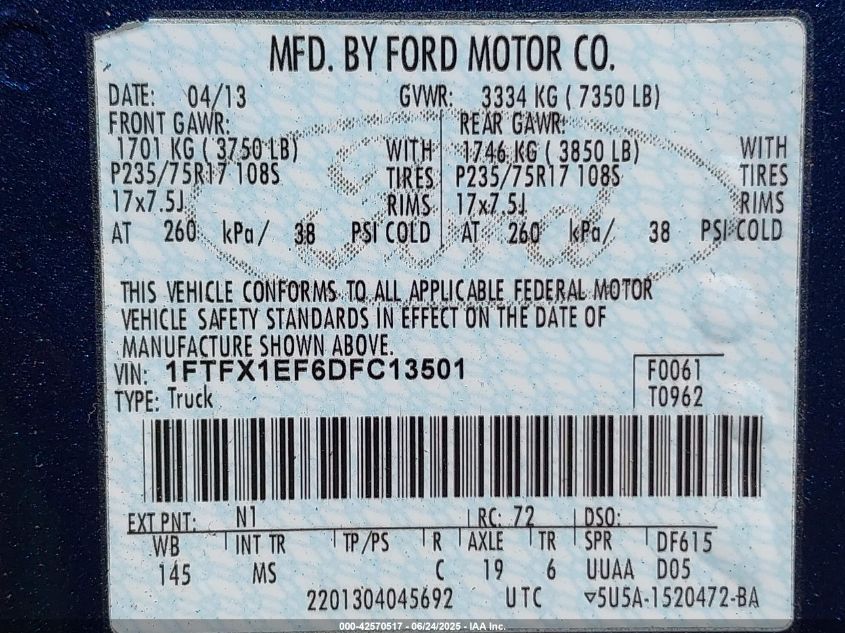 MFD. BY FORD MOTOR CO.
DATE: 04/13 GVWR: 3334 KG ( 7350 LB)
FRONT GAWR: REAR GAWR:
1701 KG ( 3750 LB) WITH 1746 KG ( 3850 LB) WITH
P235/75R17 108S TIRES P235/75R17 108S TIRES
17x7.5J RIMS 17x7.5J RIMS
AT 260 kPa/ 38 PSI COLD AT 260 kPa/ 38 PSI COLD
Ford
THIS VEHICLE CONFORMS TO ALL APPLICABLE FEDERAL MOTOR
VEHICLE SAFETY STANDARDS IN EFFECT ON THE DATE OF
MANUFACTURE SHOWN ABOVE.
VIN: 1FTFX1EF6DFC13501 F0061
TYPE: Truck T0962
EXT PNT: N1 RC: 72 DSO:
WB INT TR TP/PS R AXLE TR SPR DF615
145 MS C 19 6 UUAA D05
2201304045692 UTC ▽5U5A-1520472-BA
000-42570517 - 06/24/2025 - IAA Inc.